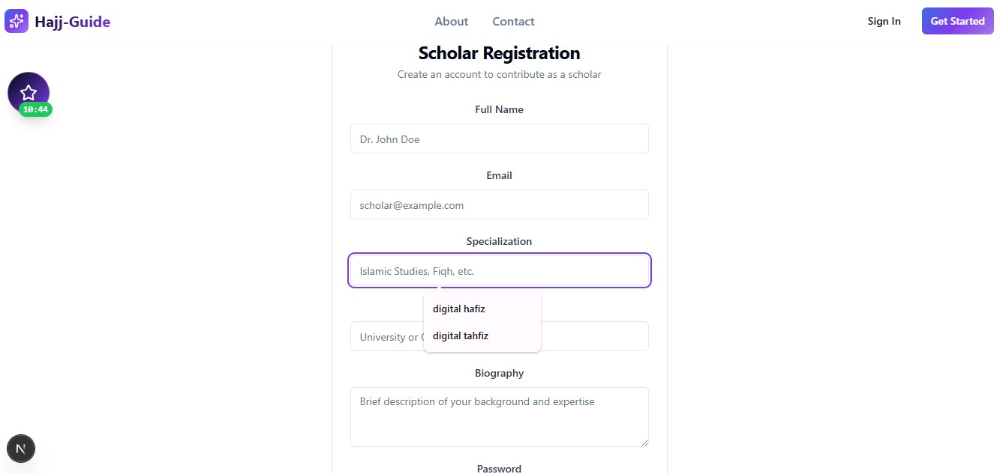 Hajj-Guide
About
Contact
Sign In
Get Started
Scholar Registration
Create an account to contribute as a scholar
10:44
Full Name
Dr. John Doe
Email
scholar@example.com
Specialization
Islamic Studies, Fiqh, etc.
digital hafiz
digital tahfiz
University or
Biography
Brief description of your background and expertise
N
Password